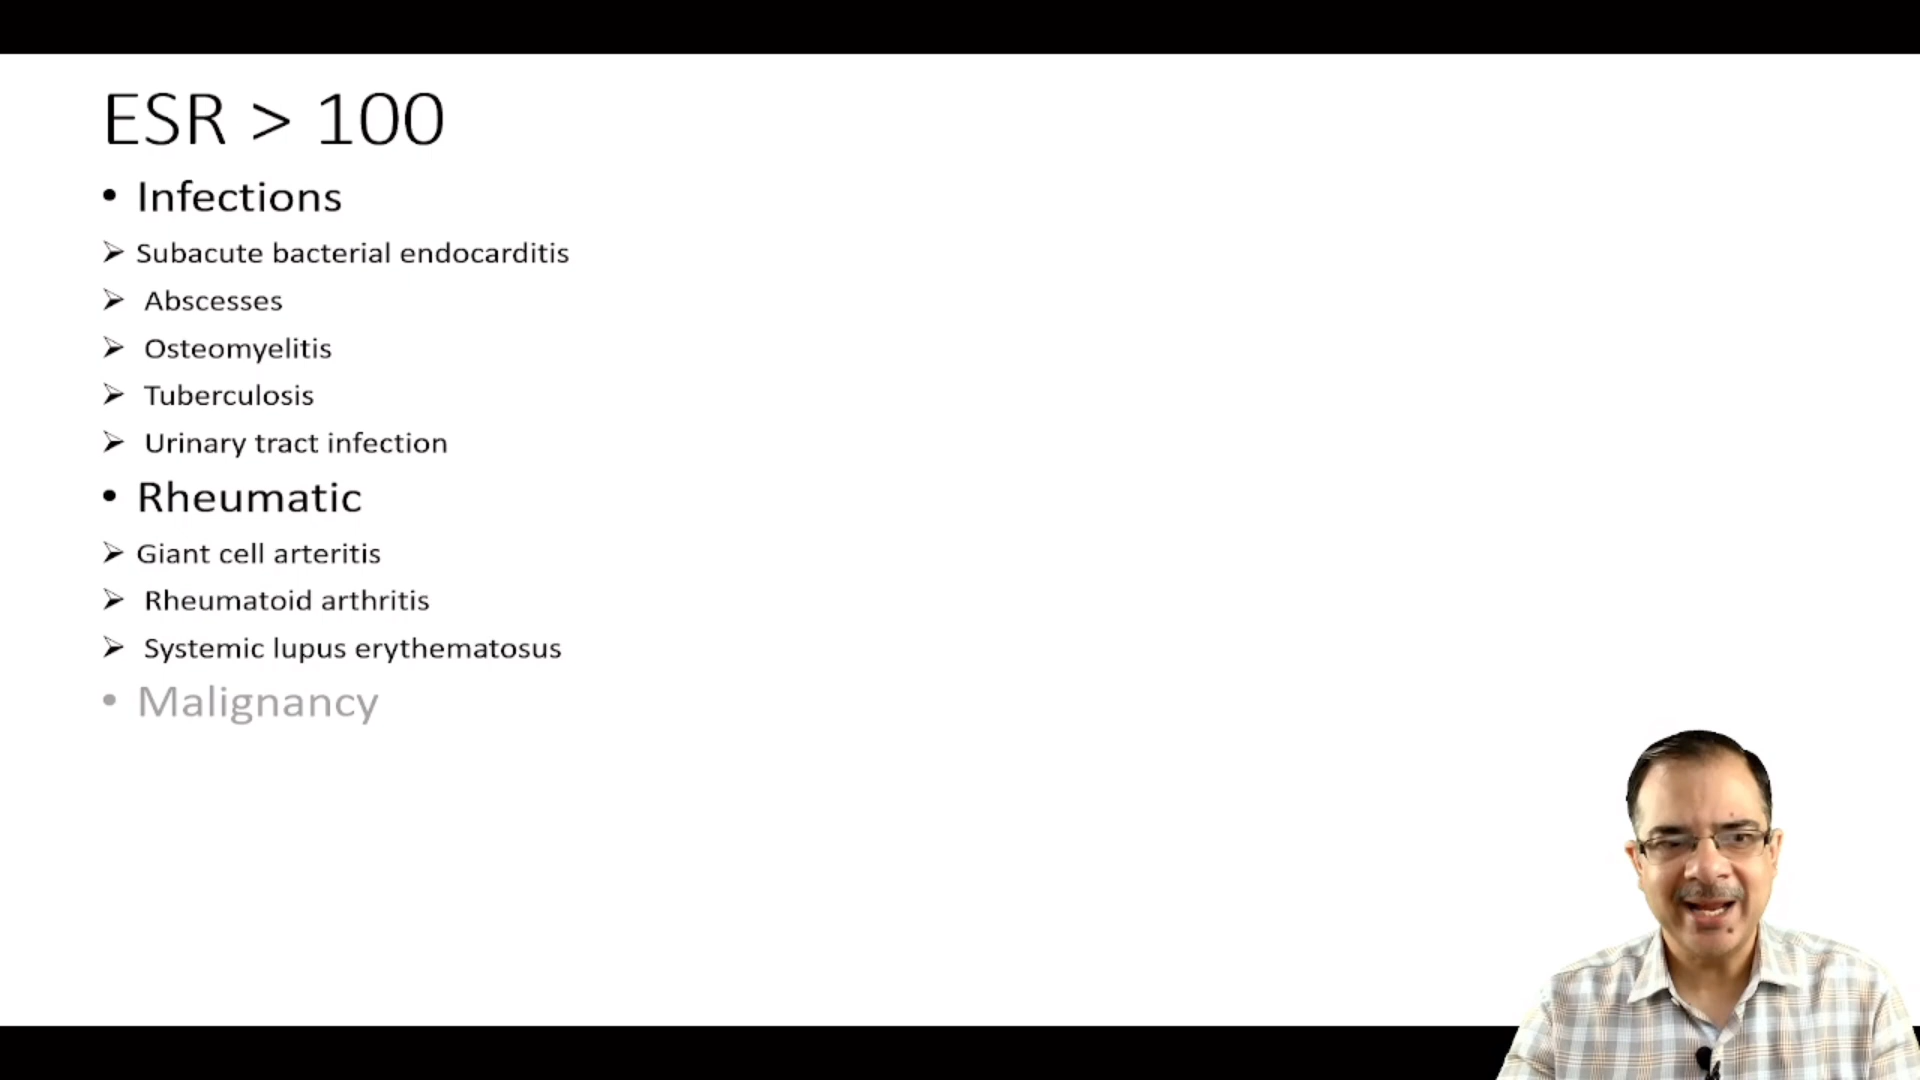 ESR > 100
• Infections
➢ Subacute bacterial endocarditis
➢ Abscesses
➢ Osteomyelitis
➢ Tuberculosis
➢ Urinary tract infection
• Rheumatic
➢ Giant cell arteritis
➢ Rheumatoid arthritis
➢ Systemic lupus erythematosus
• Malignancy